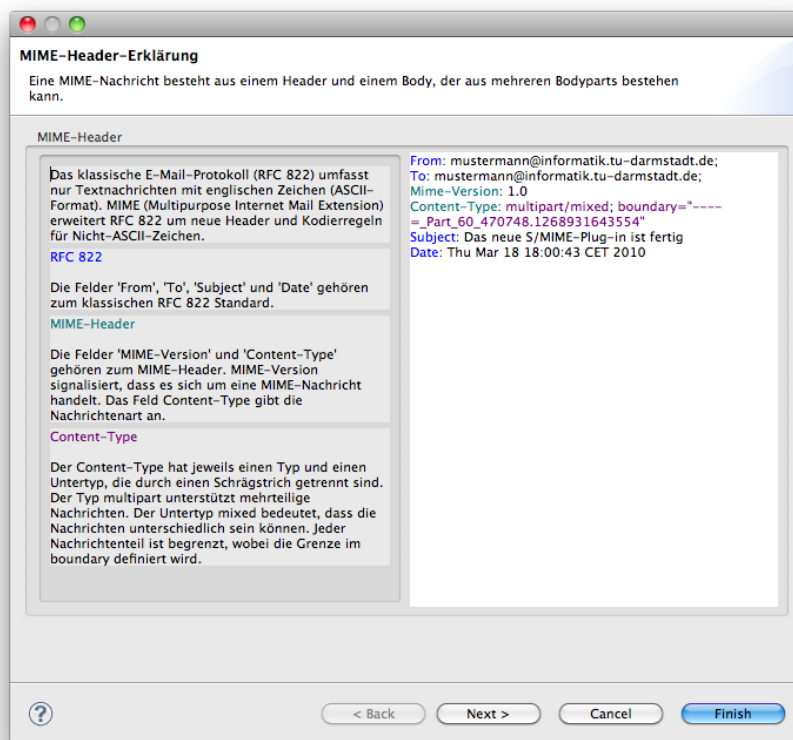 MIME-Header-Erklärung
Eine MIME-Nachricht besteht aus einem Header und einem Body, der aus mehreren Bodyparts bestehen
kann.
MIME-Header
Das klassische E-Mail-Protokoll (RFC 822) umfasst
nur Textnachrichten mit englischen Zeichen (ASCII-
Format). MIME (Multipurpose Internet Mail Extension)
erweitert RFC 822 um neue Header und Kodierregeln
für Nicht-ASCII-Zeichen.
RFC 822
Die Felder 'From', 'To', 'Subject' und 'Date' gehören
zum klassischen RFC 822 Standard.
MIME-Header
Die Felder 'MIME-Version' und 'Content-Type'
gehören zum MIME-Header. MIME-Version
signalisiert, dass es sich um eine MIME-Nachricht
handelt. Das Feld Content-Type gibt die
Nachrichtenart an.
Content-Type
Der Content-Type hat jeweils einen Typ und einen
Untertyp, die durch einen Schrägstrich getrennt sind.
Der Typ multipart unterstützt mehrteilige
Nachrichten. Der Untertyp mixed bedeutet, dass die
Nachrichten unterschiedlich sein können. Jeder
Nachrichtenteil ist begrenzt, wobei die Grenze im
boundary definiert wird.
From: mustermann@informatik.tu-darmstadt.de;
To: mustermann@informatik.tu-darmstadt.de;
Mime-Version: 1.0
Content-Type: multipart/mixed; boundary="----
=_Part_60_470748.1268931643554"
Subject: Das neue S/MIME-Plug-in ist fertig
Date: Thu Mar 18 18:00:43 CET 2010
?
< Back
Next >
Cancel
Finish